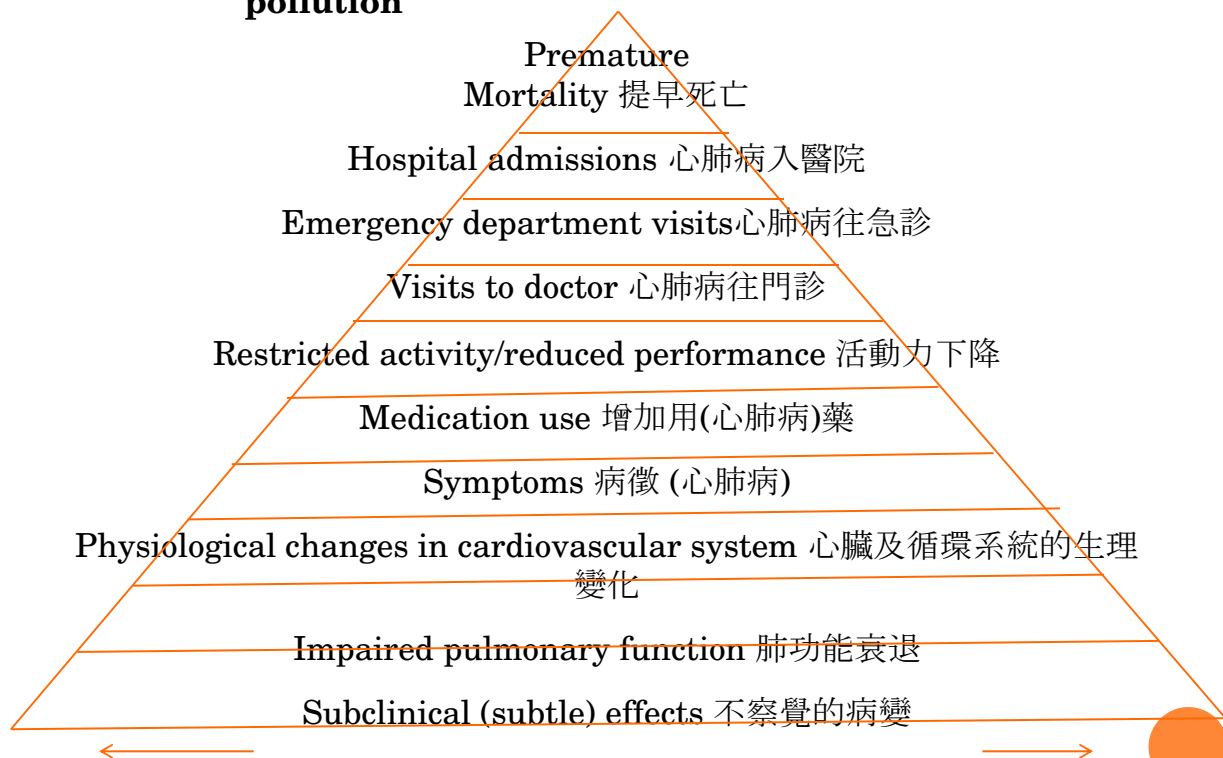 pollution
Premature
Mortality 提早死亡
Hospital admissions 心肺病入醫院
Emergency department visits心肺病往急診
Visits to doctor 心肺病往門診
Restricted activity/reduced performance 活動力下降
Medication use 增加用(心肺病)藥
Symptoms 病徵 (心肺病)
Physiological changes in cardiovascular system 心臟及循環系統的生理
變化
Impaired pulmonary function 肺功能衰退
Subclinical (subtle) effects 不察覺的病變